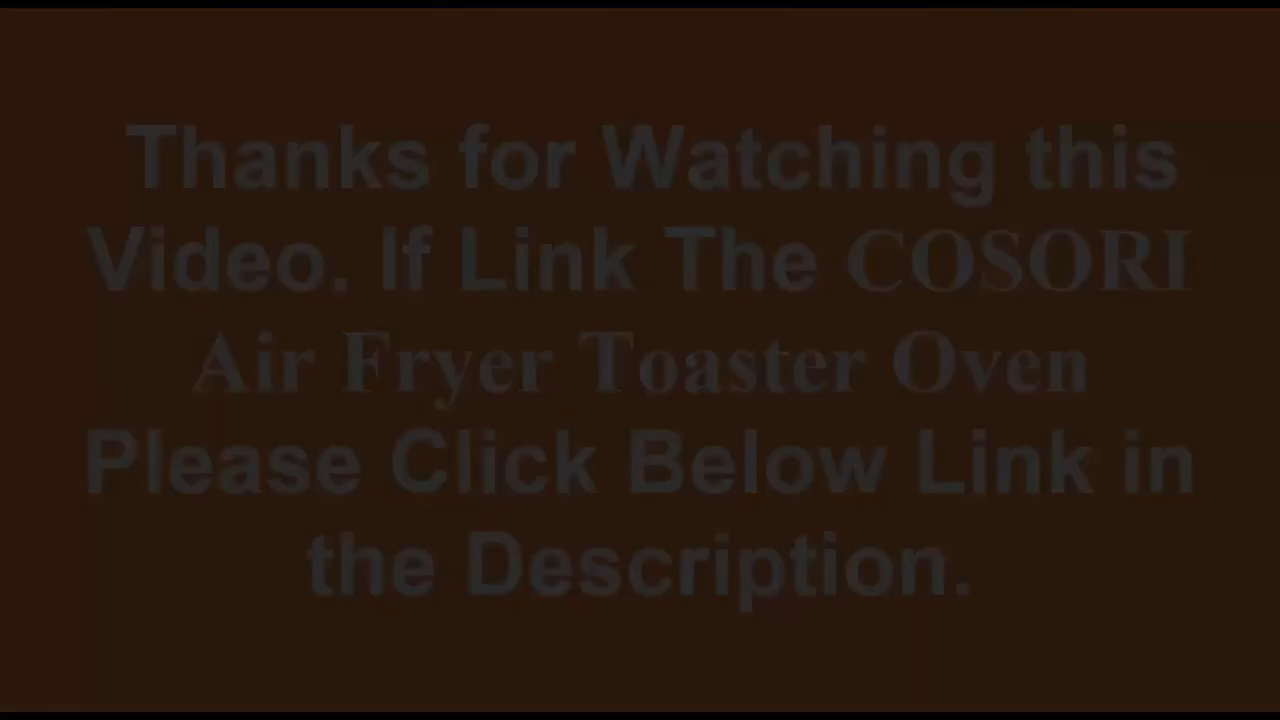 Thanks for Watching this
Video. If Link The COSORI
Air Fryer Toaster Oven
Please Click Below Link in
the Description.